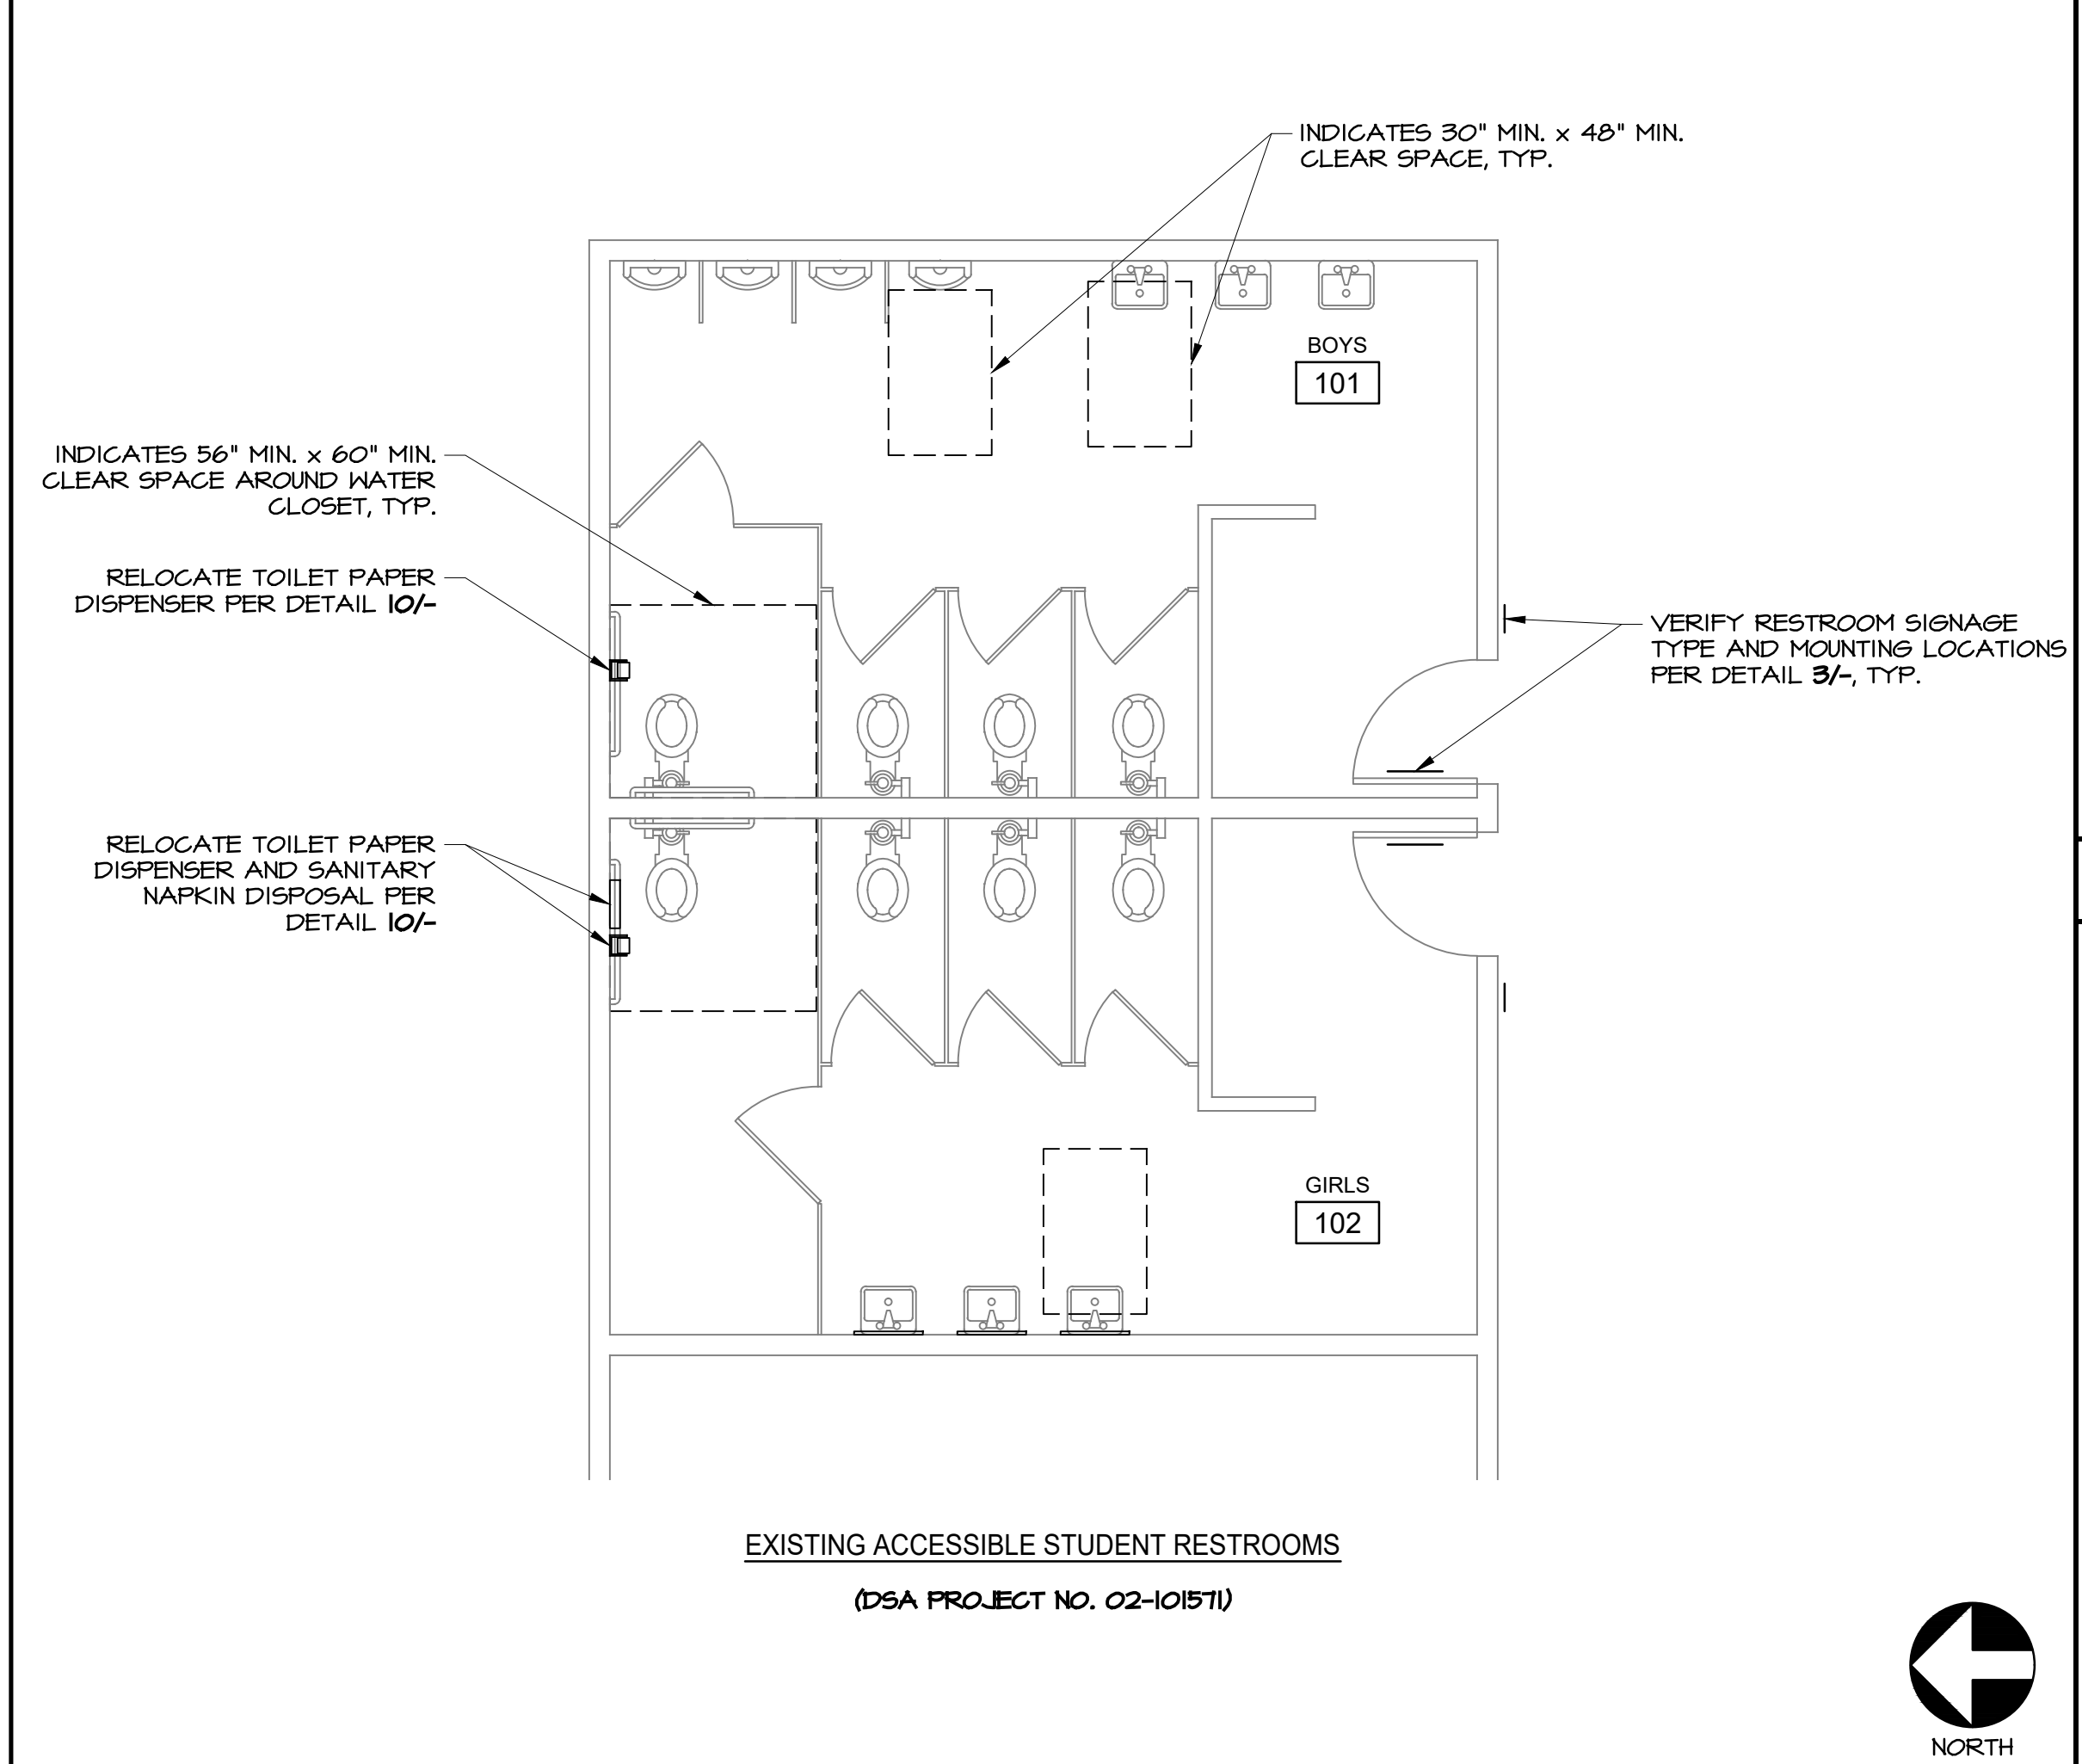 INDICATES 30" MIN. x 48" MIN.
CLEAR SPACE, TYP.
BOYS
101
INDICATES 56" MIN. x 60" MIN.
CLEAR SPACE AROUND WATER
CLOSET, TYP.
RELOCATE TOILET PAPER
DISPENSER PER DETAIL 10/-
VERIFY RESTROOM SIGNAGE
TYPE AND MOUNTING LOCATIONS
PER DETAIL 3/-, TYP.
RELOCATE TOILET PAPER
DISPENSER AND SANITARY
NAPKIN DISPOSAL PER
DETAIL 10/-
GIRLS
102
EXISTING ACCESSIBLE STUDENT RESTROOMS
(DSA PROJECT NO. 02-101571)
NORTH